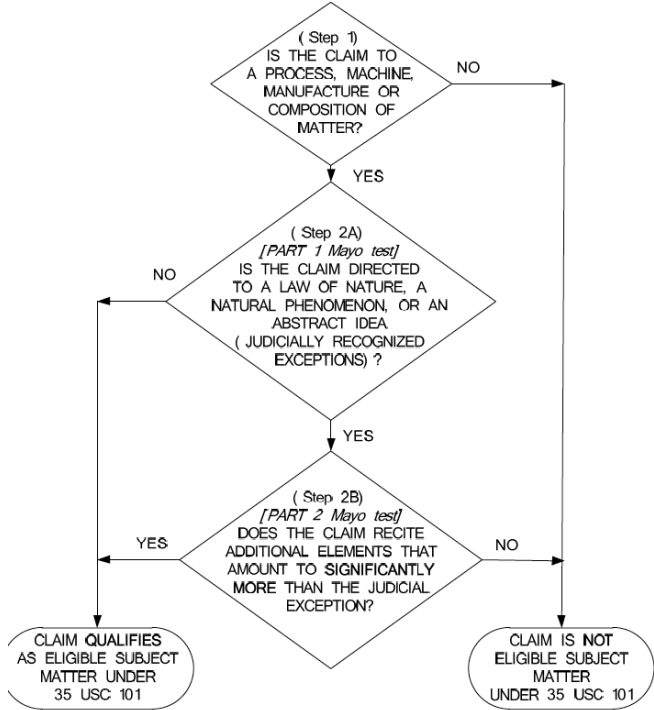 ( Step 1)
IS THE CLAIM TO
A PROCESS, MACHINE,
MANUFACTURE OR
COMPOSITION OF
MATTER?
NO
YES
( Step 2A)
[PART 1 Mayo test]
IS THE CLAIM DIRECTED
TO A LAW OF NATURE, A
NATURAL PHENOMENON, OR AN
ABSTRACT IDEA
( JUDICIALLY RECOGNIZED
EXCEPTIONS) ?
NO
YES
( Step 2B)
[PART 2 Mayo test]
DOES THE CLAIM RECITE
ADDITIONAL ELEMENTS THAT
AMOUNT TO SIGNIFICANTLY
MORE THAN THE JUDICIAL
EXCEPTION?
YES
NO
CLAIM QUALIFIES
AS ELIGIBLE SUBJECT
MATTER UNDER
35 USC 101
CLAIM IS NOT
ELIGIBLE SUBJECT
MATTER
UNDER 35 USC 101